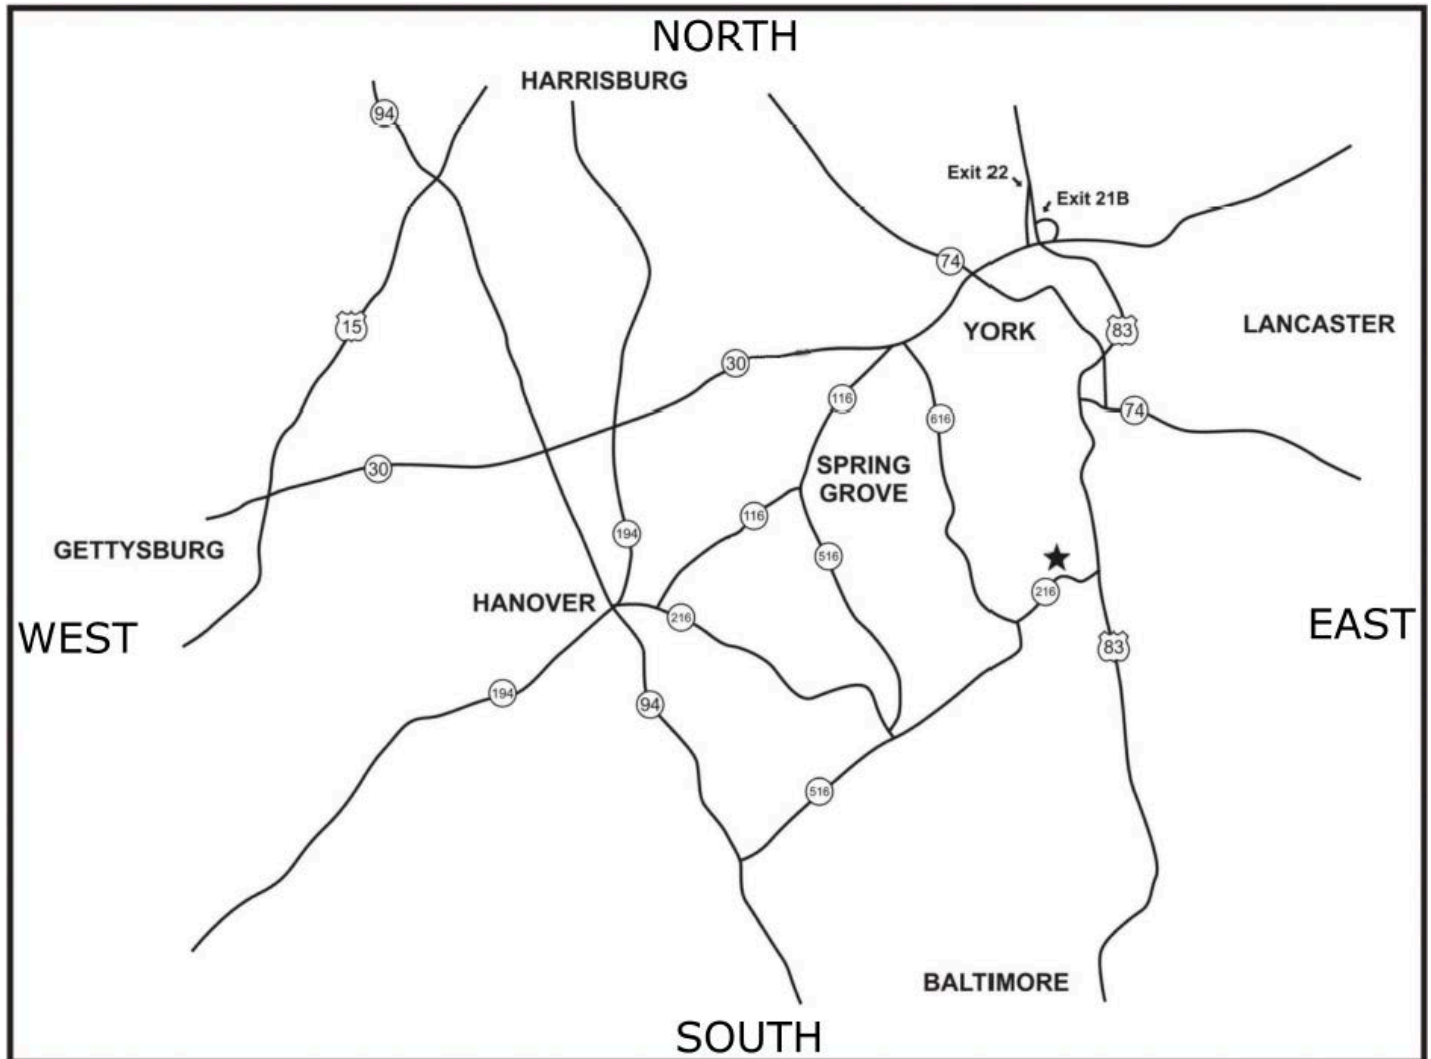 NORTH
HARRISBURG
94
Exit 22
Exit 21B
74
15
YORK
83
LANCASTER
30
116
616
74
30
SPRING
GROVE
116
194
516
GETTYSBURG
216
HANOVER
216
WEST
EAST
83
194
94
516
BALTIMORE
SOUTH